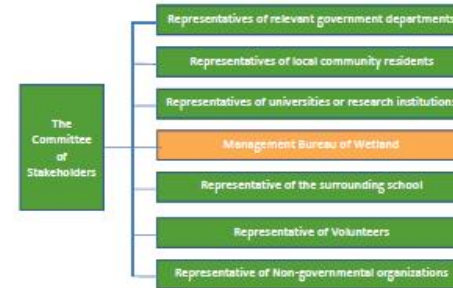 The
Committee
of
Stakeholders
Representatives of relevant government departments
Representatives of local community residents
Representatives of universities or research institutions
Management Bureau of Wetland
Representative of the surrounding school
Representative of Volunteers
Representative of Non-governmental organizations